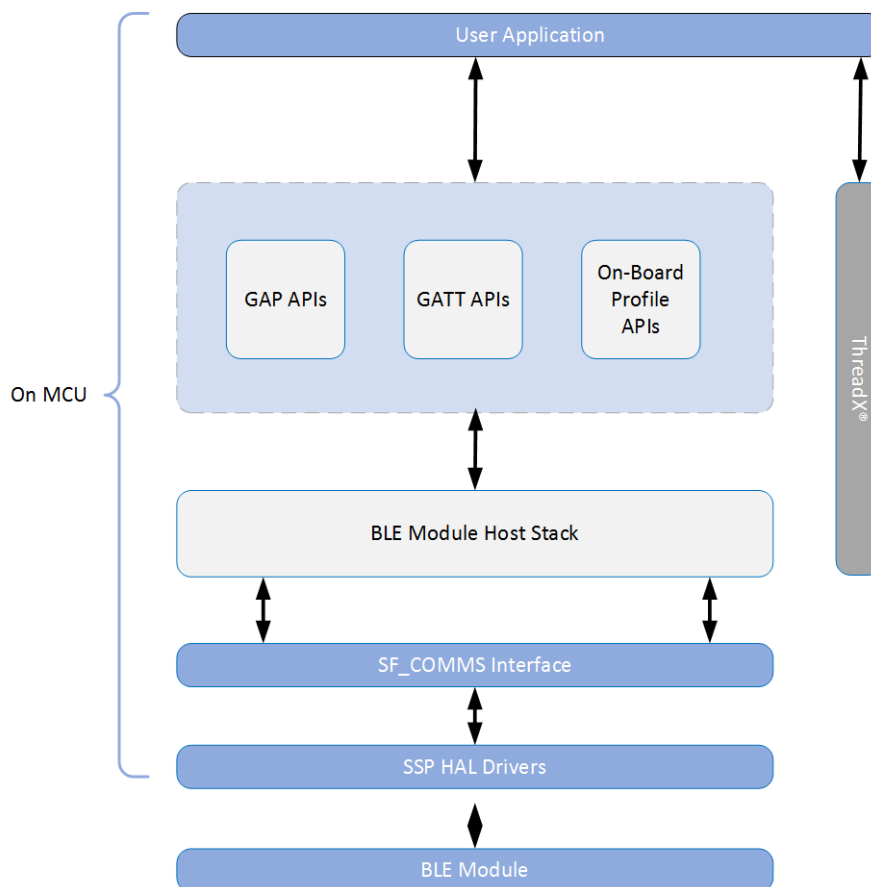 User Application
GAP APIs
GATT APIs
On-Board
Profile
APIs
ThreadX®
On MCU
BLE Module Host Stack
SF_COMMS Interface
SSP HAL Drivers
BLE Module